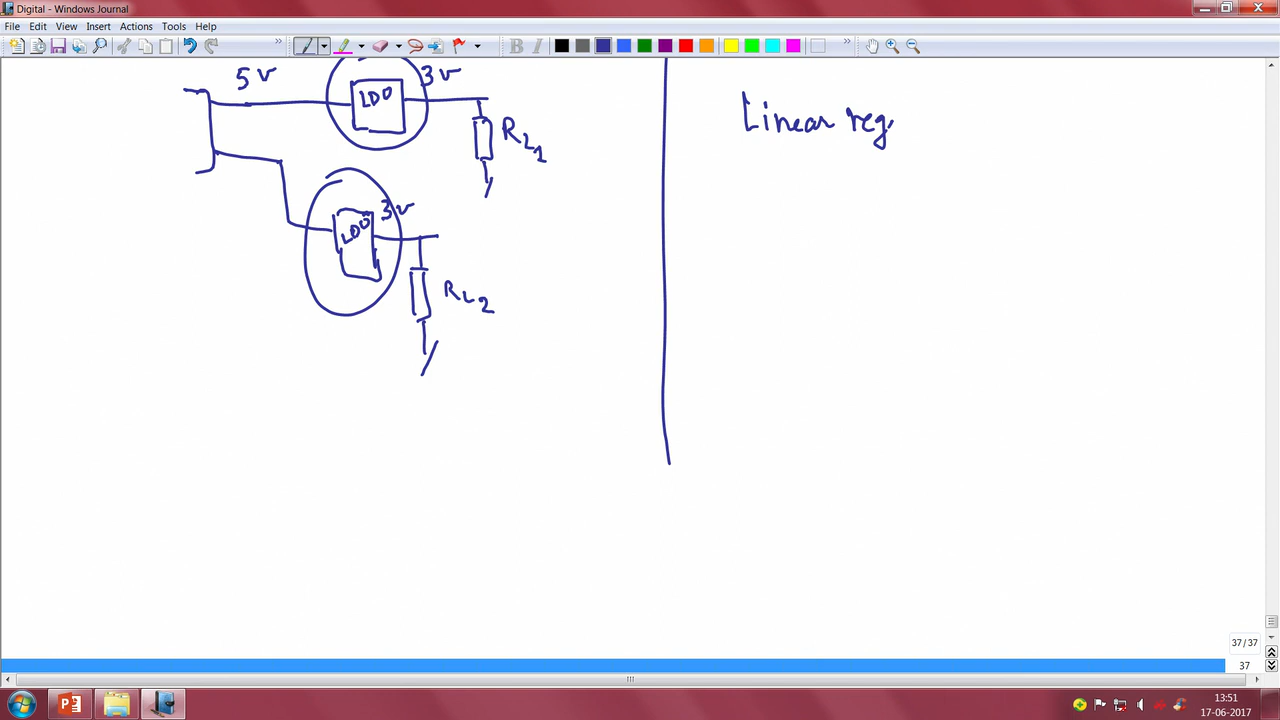 Digital - Windows Journal
File Edit View Insert Actions Tools Help
5V
LDO
3V
RL1
LDO
3V
RL2
Linear reg.
37/37
37
13:51
17-06-2017